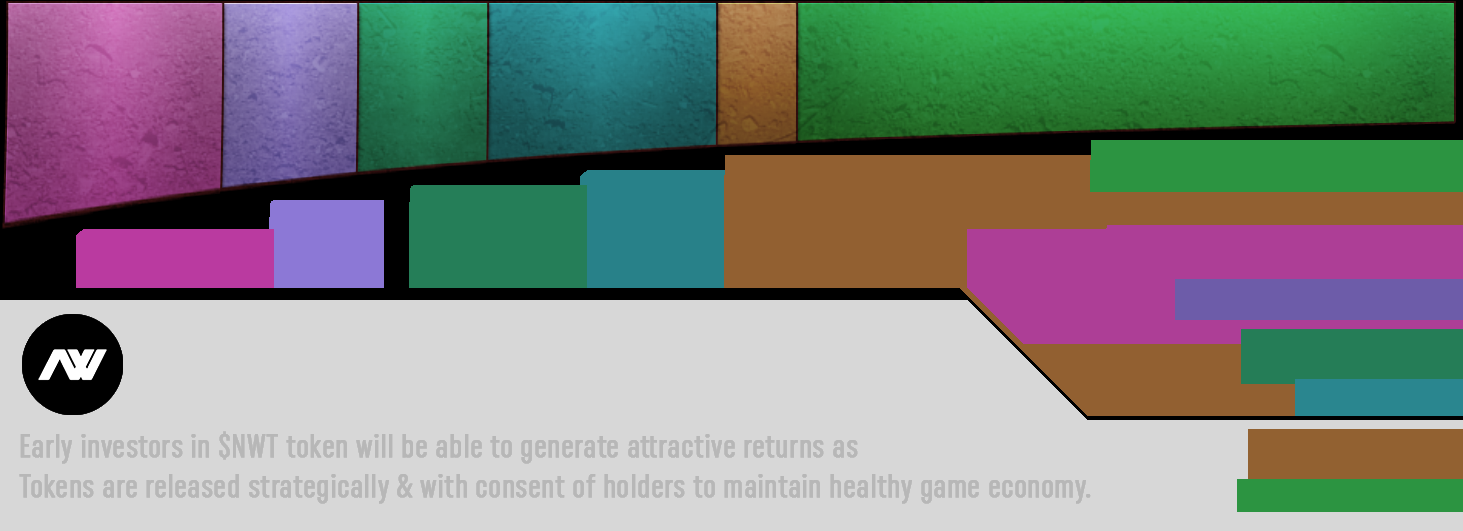 Early investors in $NWT token will be able to generate attractive returns as
Tokens are released strategically & with consent of holders to maintain healthy game economy.